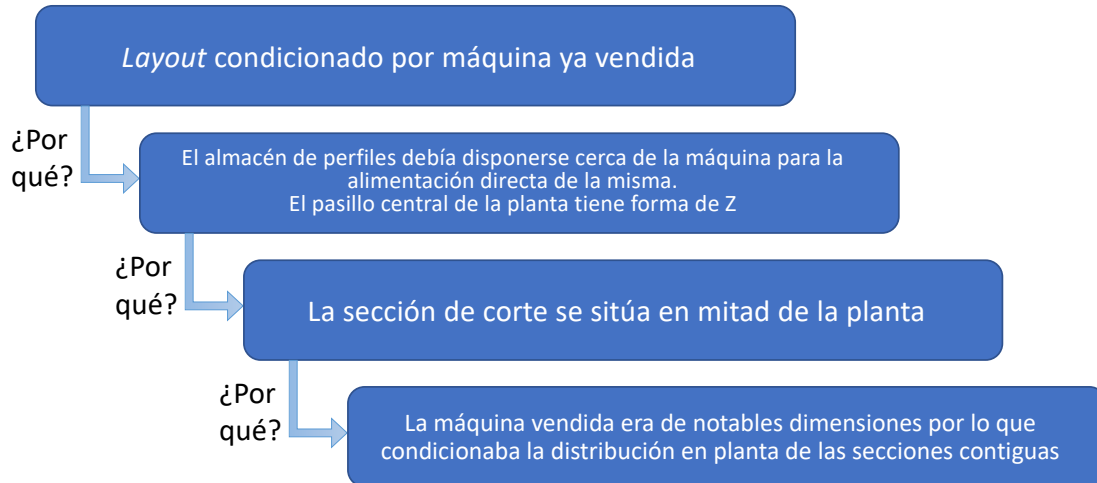 Layout condicionado por máquina ya vendida
¿Por
qué?
El almacén de perfiles debía disponerse cerca de la máquina para la
alimentación directa de la misma.
El pasillo central de la planta tiene forma de Z
¿Por
qué?
La sección de corte se sitúa en mitad de la planta
¿Por
qué?
La máquina vendida era de notables dimensiones por lo que
condicionaba la distribución en planta de las secciones contiguas